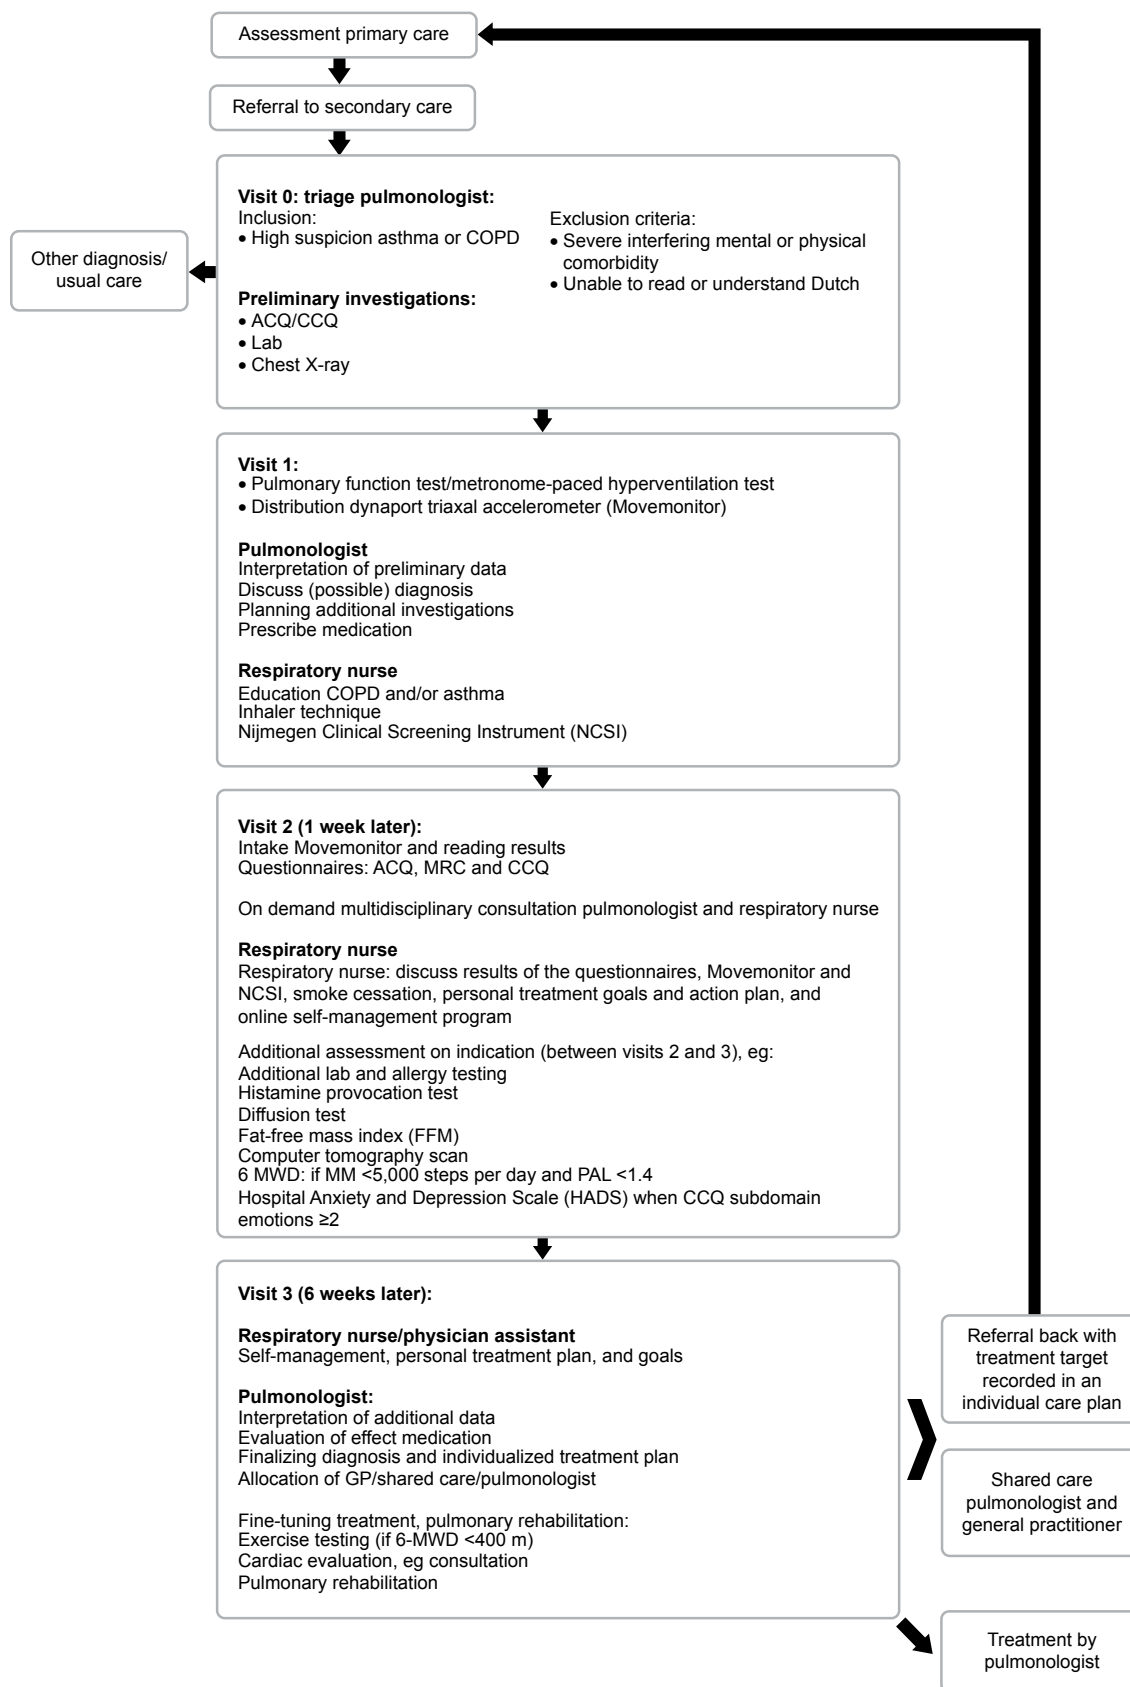 Assessment primary care
Referral to secondary care
Visit 0: triage pulmonologist:
Inclusion:
• High suspicion asthma or COPD
Exclusion criteria:
• Severe interfering mental or physical
comorbidity
• Unable to read or understand Dutch
Preliminary investigations:
• ACQ/CCQ
• Lab
• Chest X-ray
Other diagnosis/
usual care
Visit 1:
• Pulmonary function test/metronome-paced hyperventilation test
• Distribution dynaport triaxal accelerometer (Movemonitor)
Pulmonologist
Interpretation of preliminary data
Discuss (possible) diagnosis
Planning additional investigations
Prescribe medication
Respiratory nurse
Education COPD and/or asthma
Inhaler technique
Nijmegen Clinical Screening Instrument (NCSI)
Visit 2 (1 week later):
Intake Movemonitor and reading results
Questionnaires: ACQ, MRC and CCQ
On demand multidisciplinary consultation pulmonologist and respiratory nurse
Respiratory nurse
Respiratory nurse: discuss results of the questionnaires, Movemonitor and
NCSI, smoke cessation, personal treatment goals and action plan, and
online self-management program
Additional assessment on indication (between visits 2 and 3), eg:
Additional lab and allergy testing
Histamine provocation test
Diffusion test
Fat-free mass index (FFM)
Computer tomography scan
6 MWD: if MM <5,000 steps per day and PAL <1.4
Hospital Anxiety and Depression Scale (HADS) when CCQ subdomain
emotions ≥2
Visit 3 (6 weeks later):
Respiratory nurse/physician assistant
Self-management, personal treatment plan, and goals
Pulmonologist:
Interpretation of additional data
Evaluation of effect medication
Finalizing diagnosis and individualized treatment plan
Allocation of GP/shared care/pulmonologist
Fine-tuning treatment, pulmonary rehabilitation:
Exercise testing (if 6-MWD <400 m)
Cardiac evaluation, eg consultation
Pulmonary rehabilitation
Referral back with
treatment target
recorded in an
individual care plan
Shared care
pulmonologist and
general practitioner
Treatment by
pulmonologist